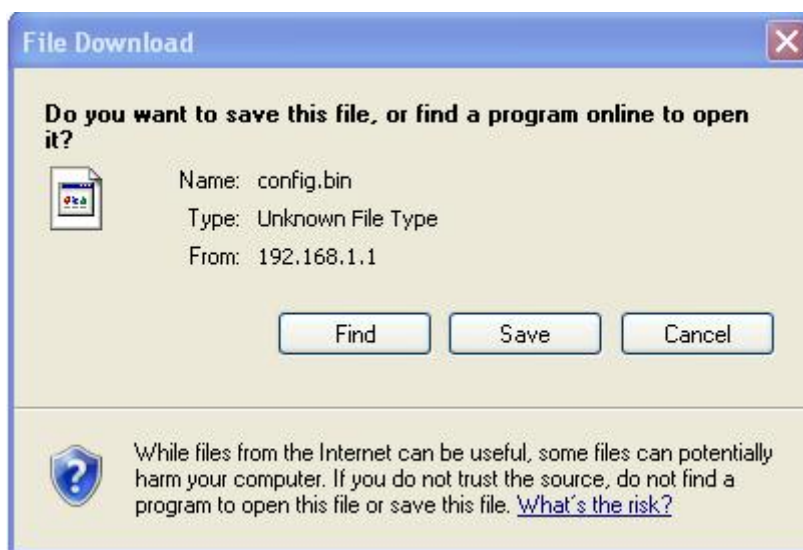 File Download
Do you want to save this file, or find a program online to open
it?
Name: config.bin
Type: Unknown File Type
From: 192.168.1.1
Find Save Cancel
While files from the Internet can be useful, some files can potentially
harm your computer. If you do not trust the source, do not find a
program to open this file or save this file. What's the risk?